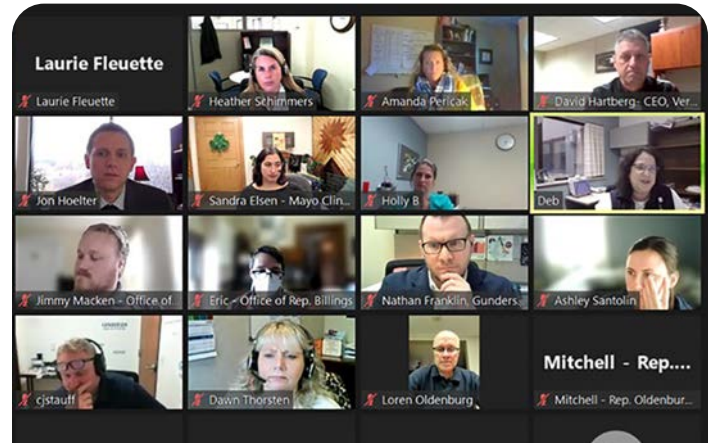 Laurie Fleuette
Laurie Fleuette
Heather Schimmers
Amanda Pericak
David Hartberg- CEO, Ver...
Jon Hoelter
Sandra Elsen - Mayo Clin...
Holly B
Deb
Jimmy Macken - Office of
Eric - Office of Rep. Billings
Nathan Franklin, Gunders...
Ashley Santolin
cjstauff
Dawn Thorsten
Loren Oldenburg
Mitchell - Rep....
Mitchell - Rep. Oldenbur...